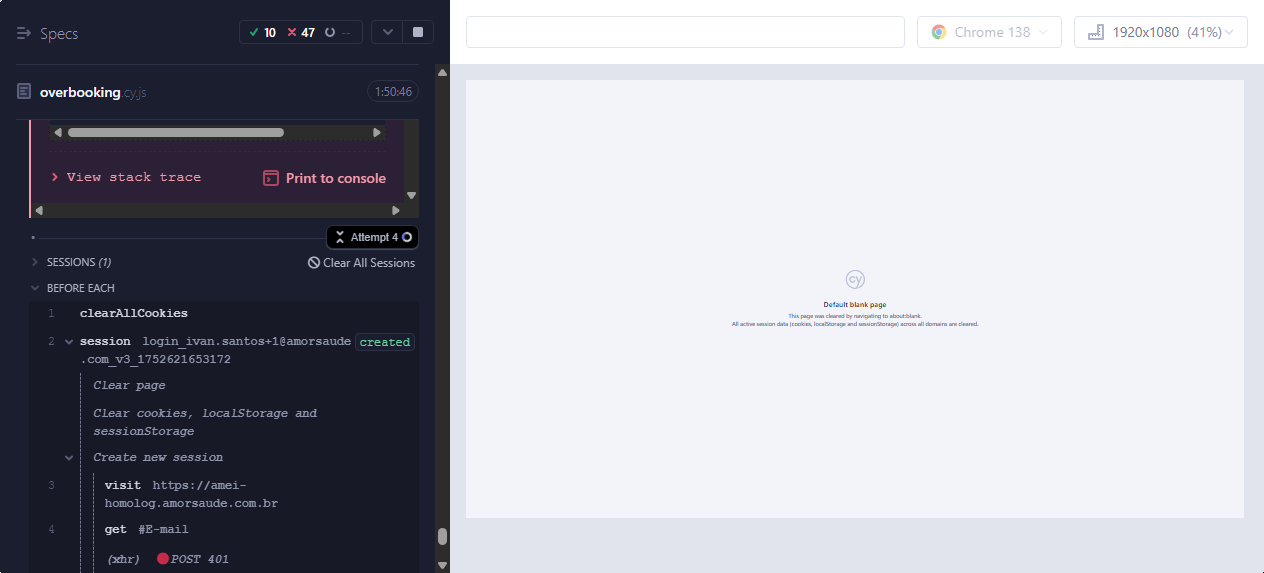 Specs
10 47 --
Chrome 138
1920x1080 (41%)
overbooking.cy.js 1:50:46
View stack trace
Print to console
Attempt 4
SESSIONS (1)
Clear All Sessions
BEFORE EACH
1 clearAllCookies
2 session login_ivan.santos+1@amorsaude created
.com_v3_1752621653172
Clear page
Clear cookies, localStorage and
sessionStorage
Create new session
3 visit https://amei-
homolog.amorsaude.com.br
4 get #E-mail
(xhr) POST 401
cy
Default blank page
This page was cleared by navigating to about:blank.
All active session data (cookies, localStorage and sessionStorage) across all domains are cleared.